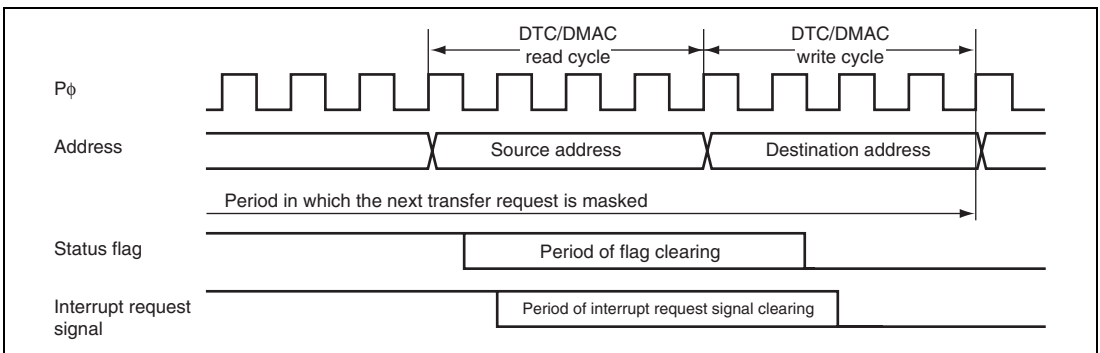 DTC/DMAC
read cycle
DTC/DMAC
write cycle
Pϕ
Address
Source address
Destination address
Period in which the next transfer request is masked
Status flag
Period of flag clearing
Interrupt request
signal
Period of interrupt request signal clearing